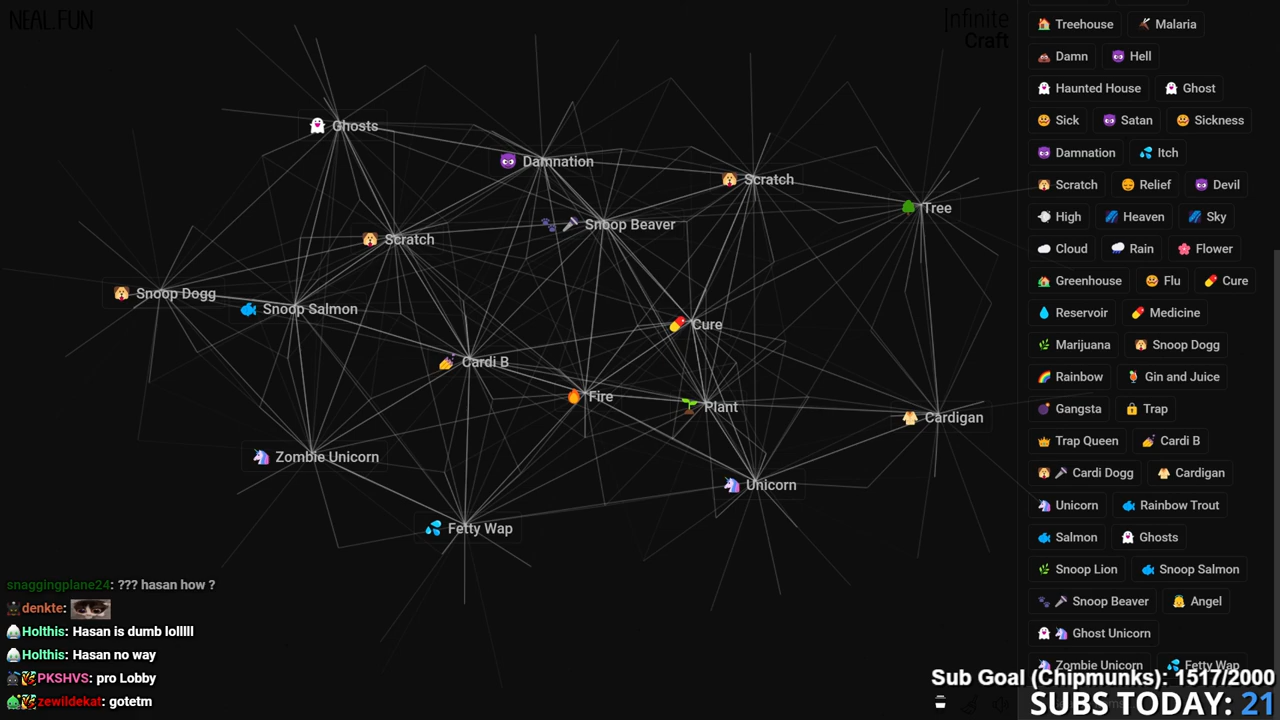 NEAL.FUN
Infinite
Craft
Ghosts
Damnation
Scratch
Tree
Snoop Beaver
Scratch
Snoop Dogg
Snoop Salmon
Cure
Cardi B
Fire
Plant
Cardigan
Zombie Unicorn
Unicorn
Fetty Wap
Treehouse Malaria
Damn Hell
Haunted House Ghost
Sick Satan Sickness
Damnation Itch
Scratch Relief Devil
High Heaven Sky
Cloud Rain Flower
Greenhouse Flu Cure
Reservoir Medicine
Marijuana Snoop Dogg
Rainbow Gin and Juice
Gangsta Trap
Trap Queen Cardi B
Cardi Dogg Cardigan
Unicorn Rainbow Trout
Salmon Ghosts
Snoop Lion Snoop Salmon
Snoop Beaver Angel
Ghost Unicorn
Zombie Unicorn Fetty Wap
snaggingplane24: ??? hasan how ?
denkte:
Holthis: Hasan is dumb lolllll
Holthis: Hasan no way
PKSHVS: pro Lobby
zewildekat: gotetm
Sub Goal (Chipmunks): 1517/2000
SUBS TODAY: 21